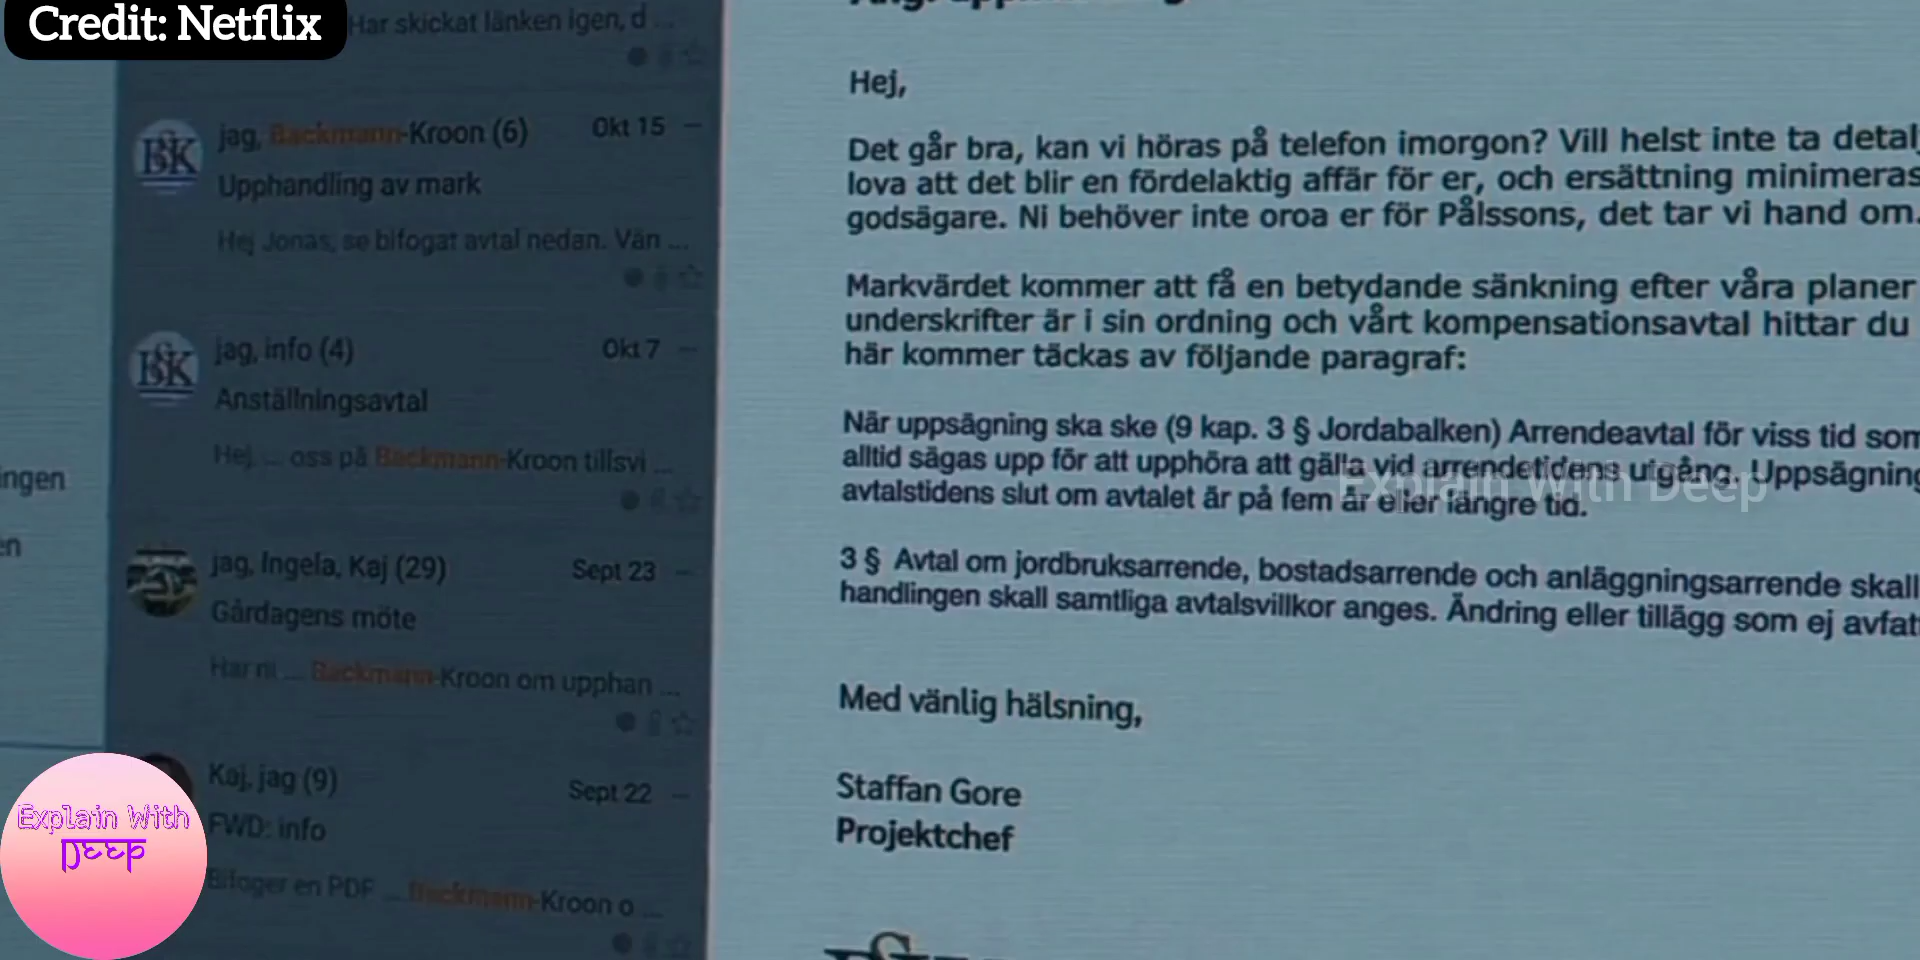 Credit: Netflix
Har skickat länken igen, d ...
jag, Backmann-Kroon (6)
Okt 15
Upphandling av mark
Hej Jonas, se bifogat avtal nedan. Vän ...
jag, info (4)
Okt 7
Anställningsavtal
Hej, ... oss på Backmann-Kroon tillsvi ...
jag, Ingela, Kaj (29)
Sept 23
Gårdagens möte
Har ni ... Backmann-Kroon om upphan ...
Kaj, jag (9)
Sept 22
FWD: info
Bifoger en PDF ... Backmann-Kroon o ...
ingen
en
Hej,
Det går bra, kan vi höras på telefon imorgon? Vill helst inte ta detalj
lova att det blir en fördelaktig affär för er, och ersättning minimeras
godsägare. Ni behöver inte oroa er för Pålssons, det tar vi hand om.
Markvärdet kommer att få en betydande sänkning efter våra planer
underskrifter är i sin ordning och vårt kompensationsavtal hittar du
här kommer täckas av följande paragraf:
När uppsägning ska ske (9 kap. 3 § Jordabalken) Arrendeavtal för viss tid som
alltid sägas upp för att upphöra att gälla vid arrendetidens utgång. Uppsägning
avtalstidens slut om avtalet är på fem år eller längre tid.
3 § Avtal om jordbruksarrende, bostadsarrende och anläggningsarrende skall
handlingen skall samtliga avtalsvillkor anges. Ändring eller tillägg som ej avfatt
Med vänlig hälsning,
Staffan Gore
Projektchef
Explain With Deep
Explain With
Deep